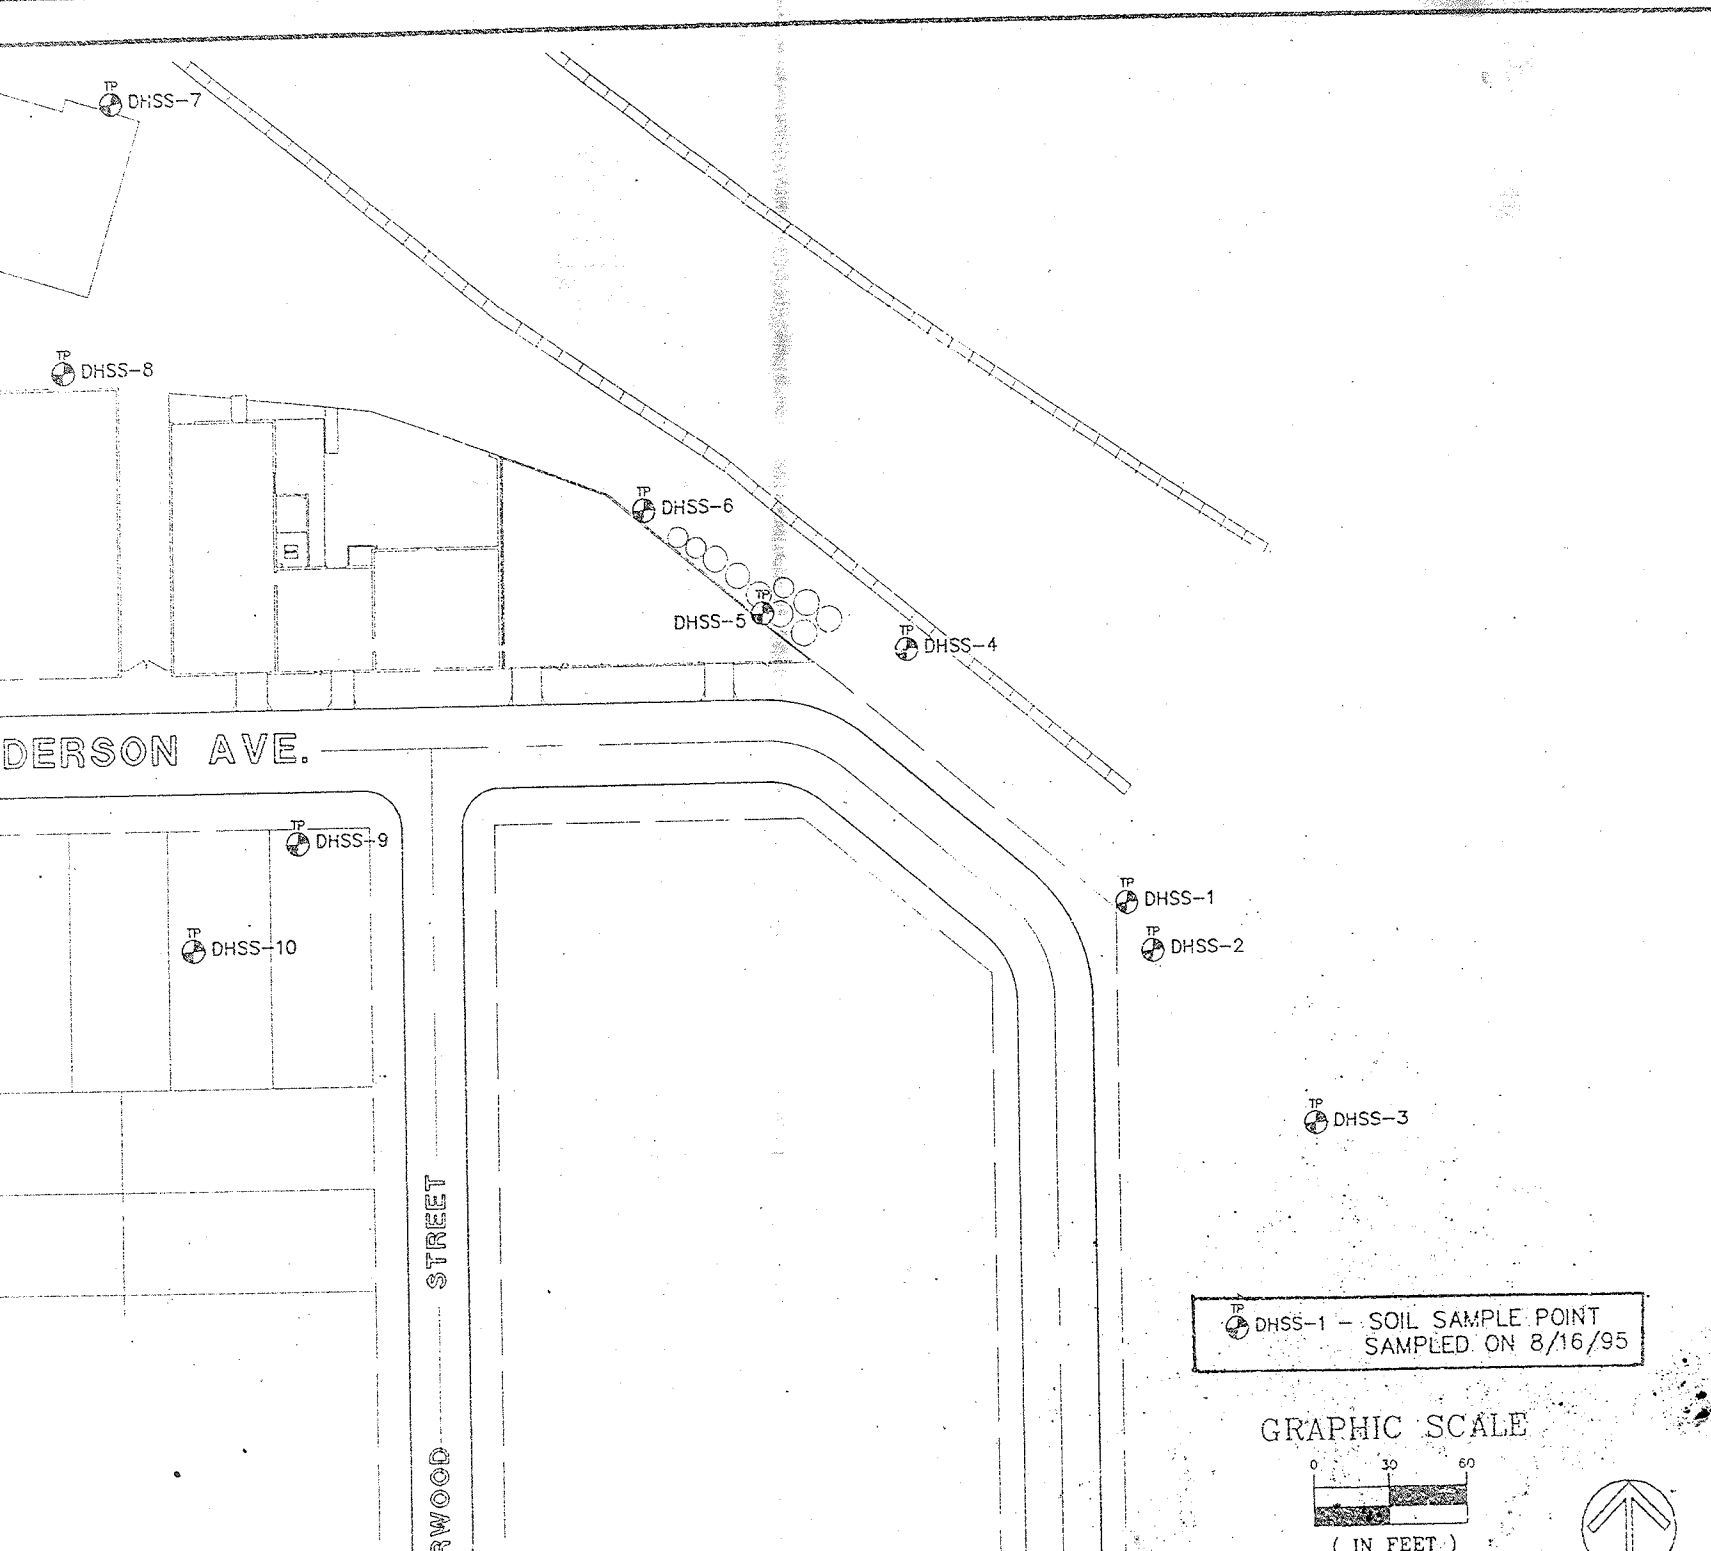 TP
DHSS-7
TP
DHSS-8
TP
DHSS-6
TP
DHSS-5
TP
DHSS-4
DERSON AVE.
TP
DHSS-9
TP
DHSS-1
TP
DHSS-10
TP
DHSS-2
TP
DHSS-3
STREET
RWOOD
TP
DHSS-1 - SOIL SAMPLE POINT
SAMPLED ON 8/16/95
GRAPHIC SCALE
0 30 60
( IN FEET )